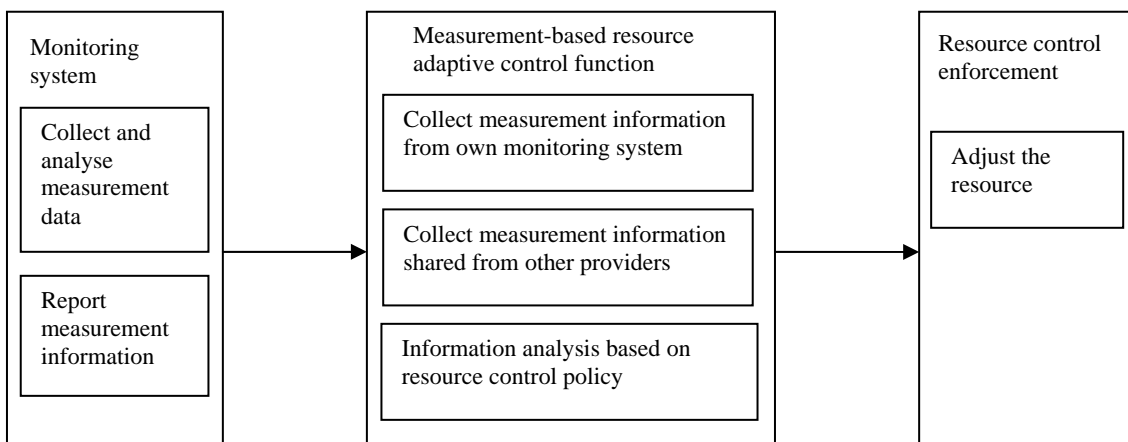 Monitoring
system
Collect and
analyse
measurement
data
Report
measurement
information
Measurement-based resource
adaptive control function
Collect measurement information
from own monitoring system
Collect measurement information
shared from other providers
Information analysis based on
resource control policy
Resource control
enforcement
Adjust the
resource